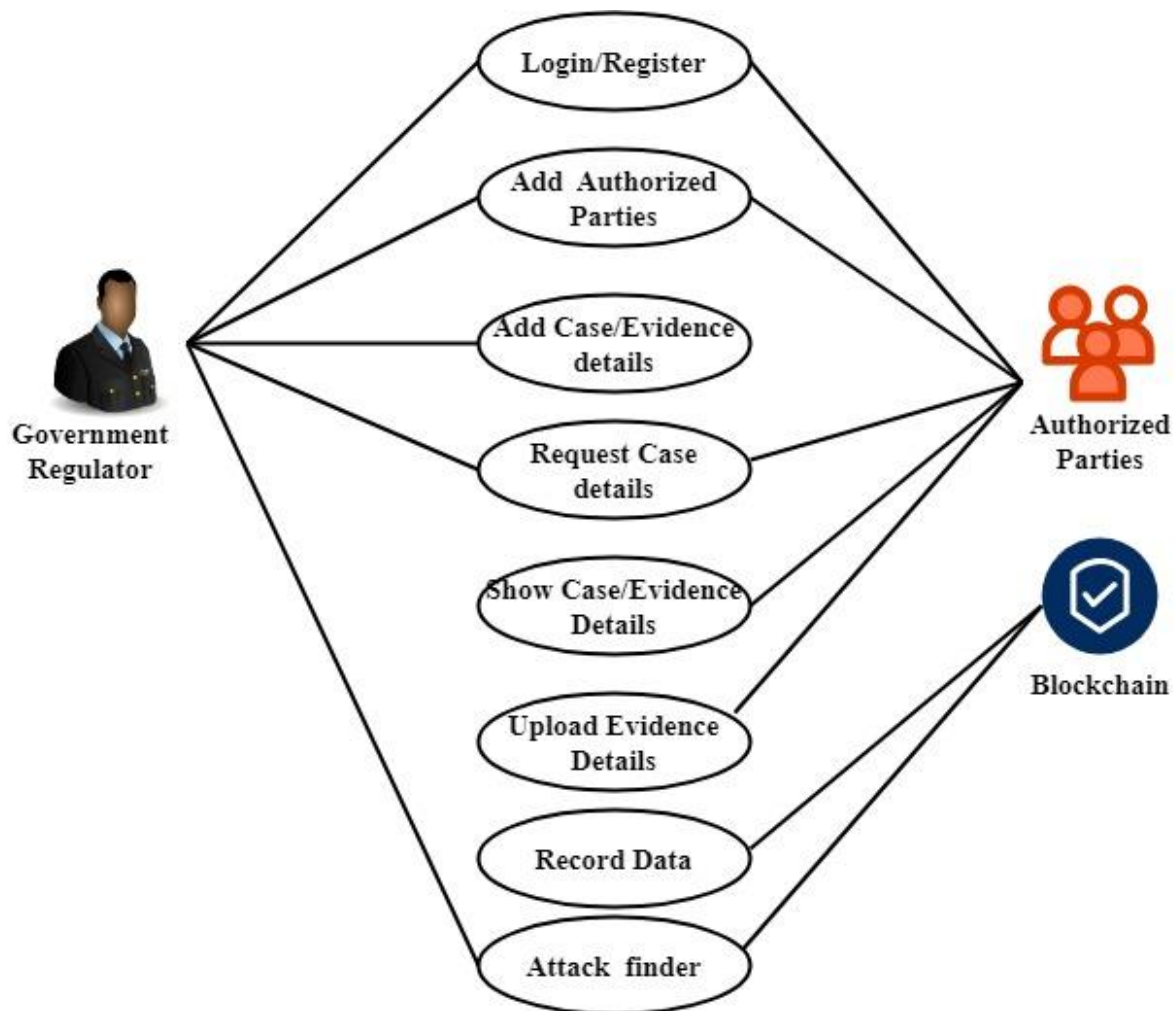 Login/Register
Add Authorized
Parties
Add Case/Evidence
details
Government
Regulator
Request Case
details
Authorized
Parties
Show Case/Evidence
Details
Blockchain
Upload Evidence
Details
Record Data
Attack finder